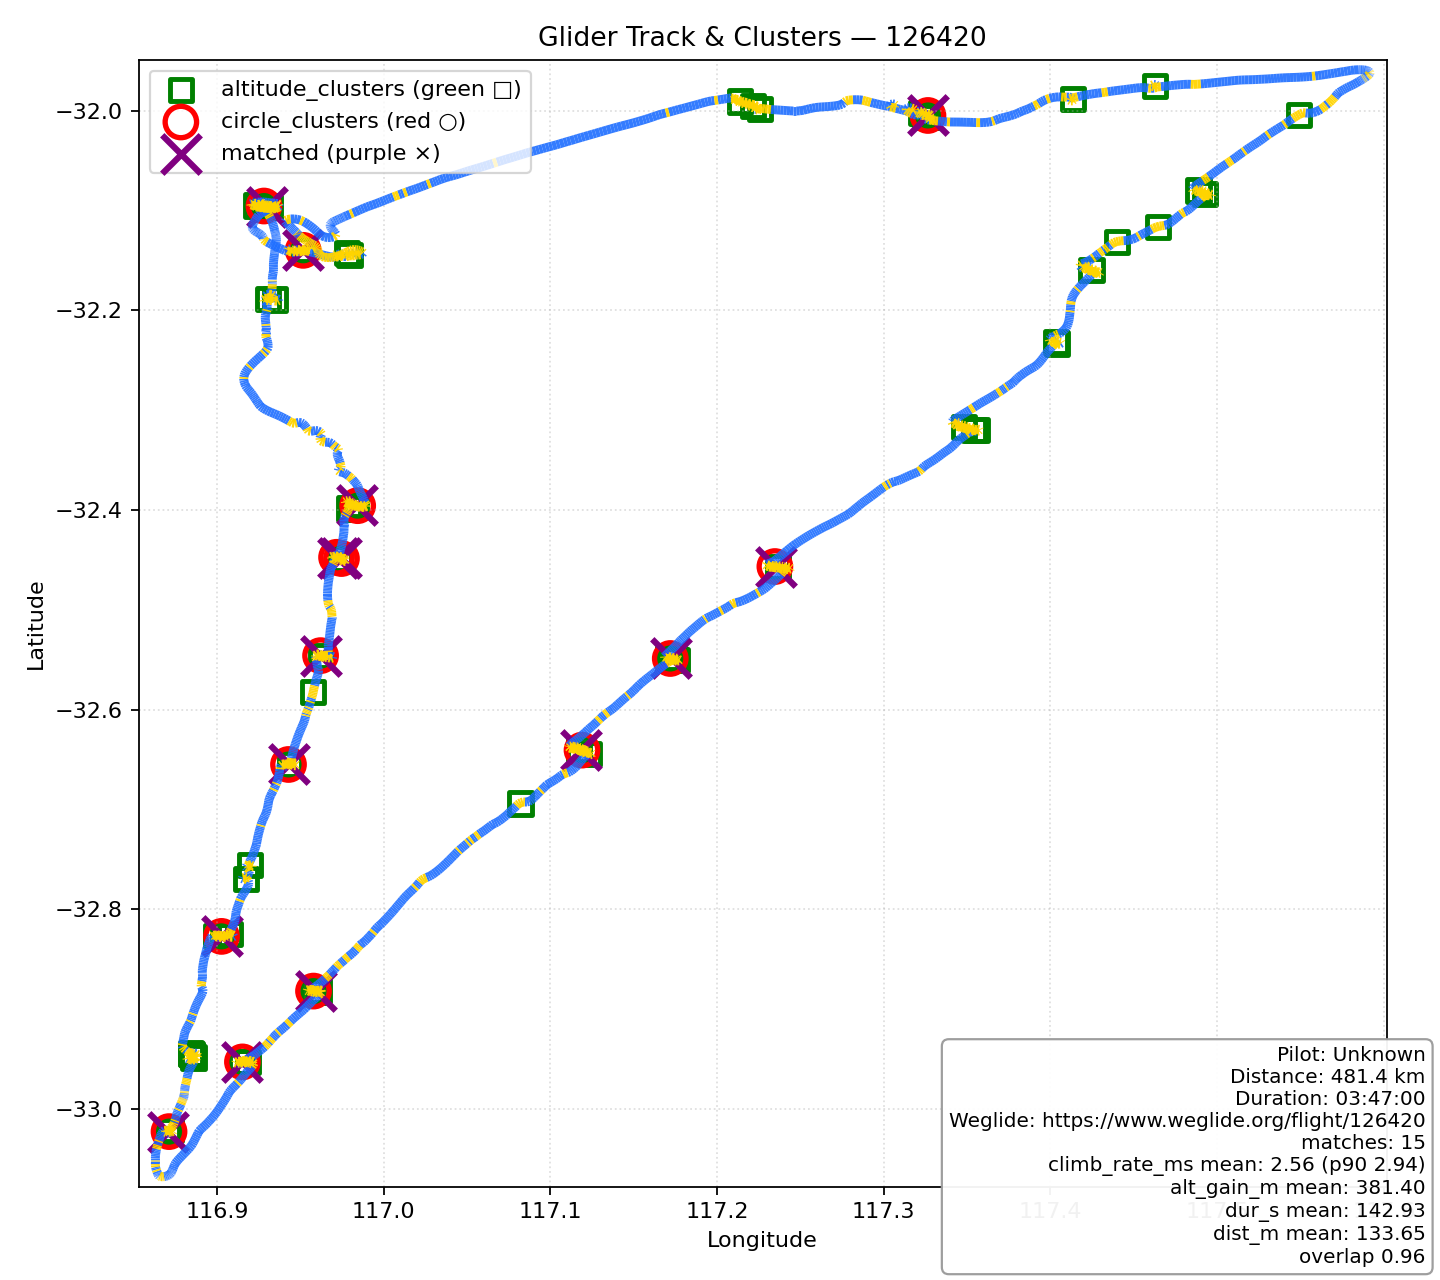 Glider Track & Clusters — 126420
altitude_clusters (green □)
circle_clusters (red ○)
matched (purple ×)
Latitude
−32.0
−32.2
−32.4
−32.6
−32.8
−33.0
116.9
117.0
117.1
117.2
117.3
117.4
Longitude
Pilot: Unknown
Distance: 481.4 km
Duration: 03:47:00
Weglide: https://www.weglide.org/flight/126420
matches: 15
climb_rate_ms mean: 2.56 (p90 2.94)
alt_gain_m mean: 381.40
dur_s mean: 142.93
dist_m mean: 133.65
overlap 0.96